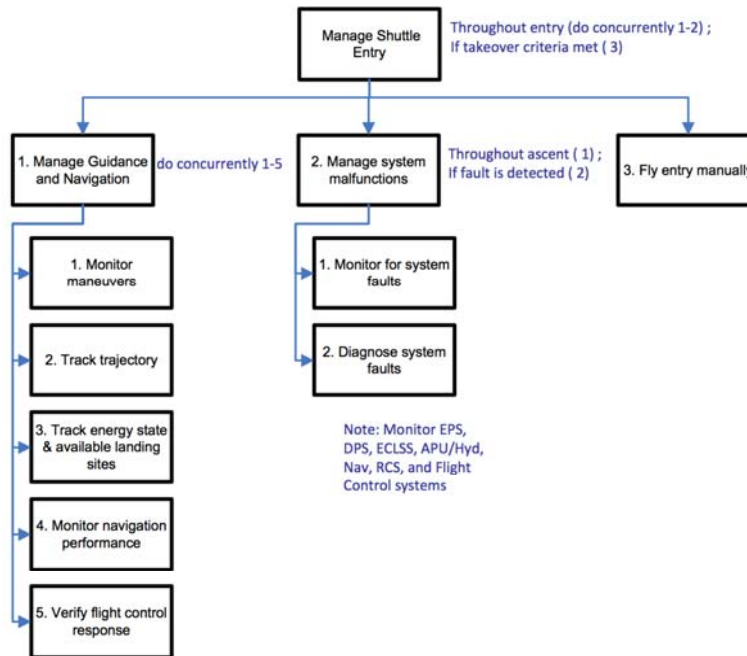 Manage Shuttle
Entry
Throughout entry (do concurrently 1-2) ;
If takeover criteria met ( 3)
1. Manage Guidance
and Navigation
do concurrently 1-5
2. Manage system
malfunctions
Throughout ascent ( 1) ;
If fault is detected ( 2)
3. Fly entry manually
1. Monitor
maneuvers
2. Track trajectory
3. Track energy state
& available landing
sites
4. Monitor navigation
performance
5. Verify flight control
response
1. Monitor for system
faults
2. Diagnose system
faults
Note: Monitor EPS,
DPS, ECLSS, APU/Hyd,
Nav, RCS, and Flight
Control systems